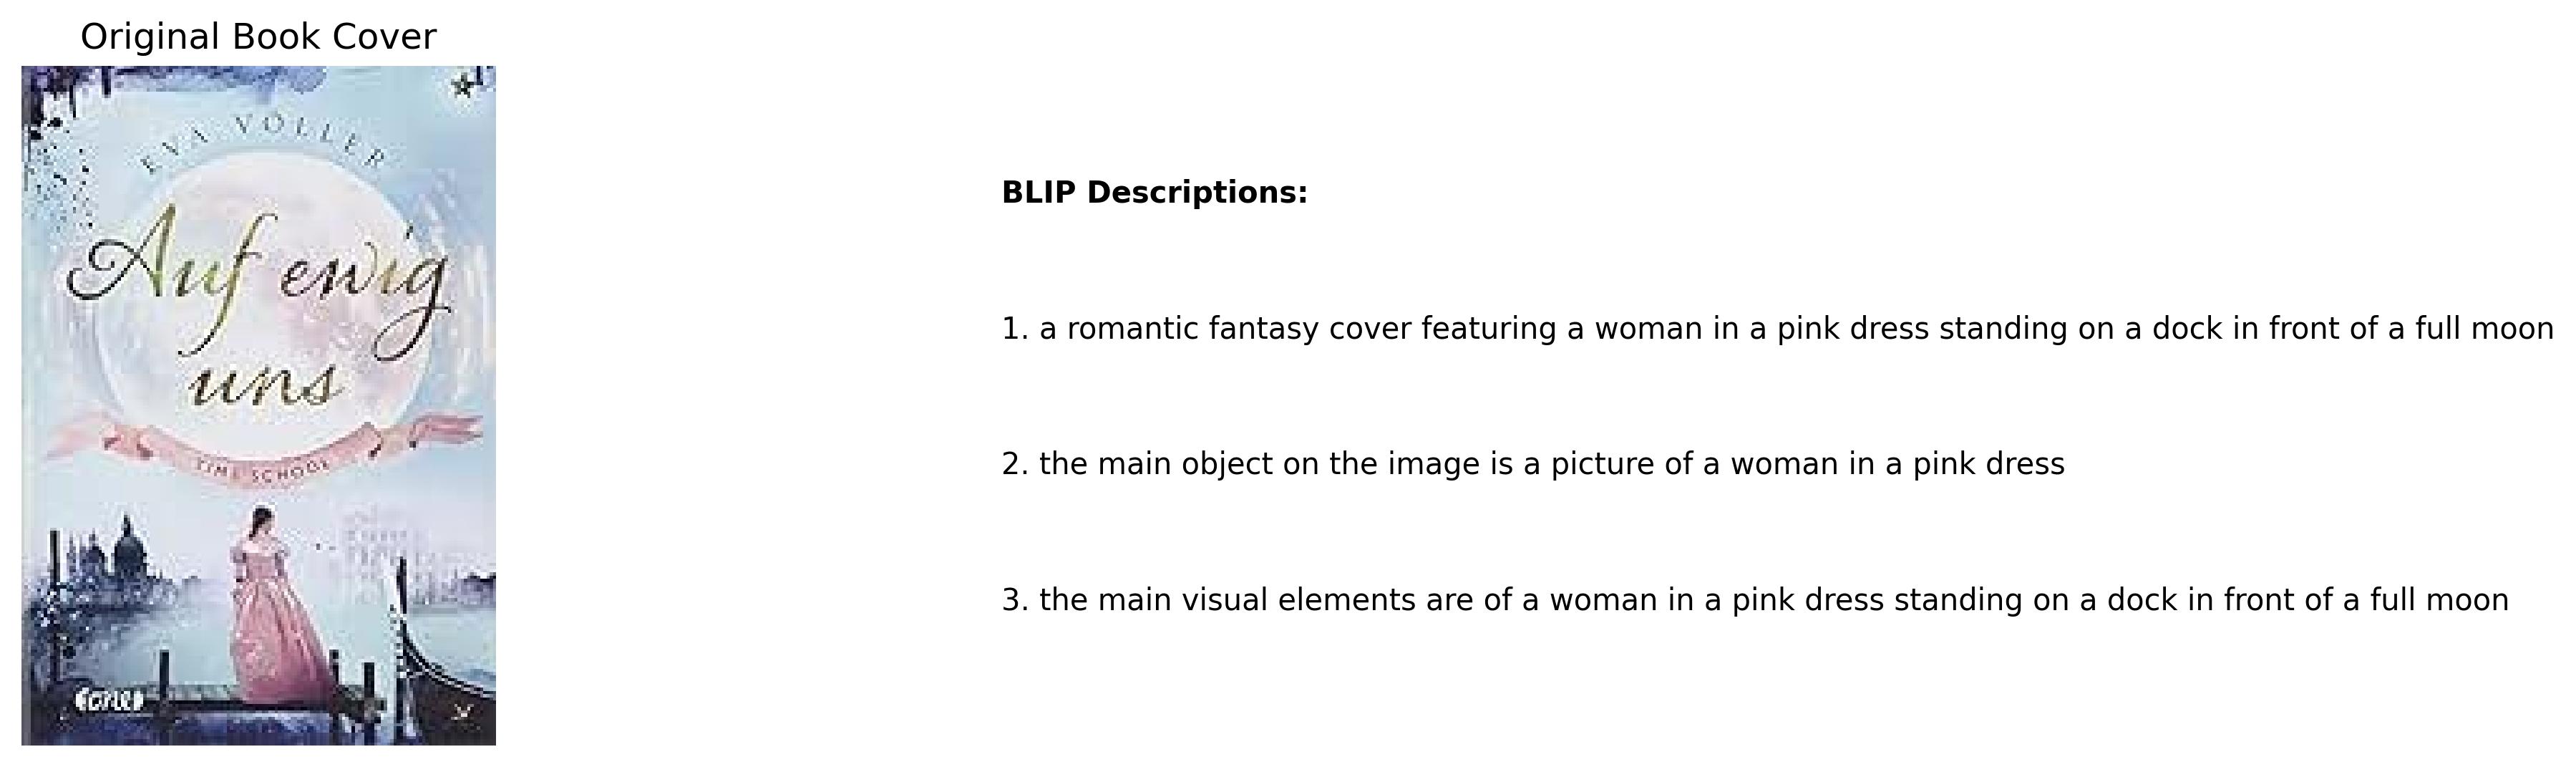 Original Book Cover
EVA VÖLLER
Auf ewig
uns
TIME SCHOOL
BLIP Descriptions:
1. a romantic fantasy cover featuring a woman in a pink dress standing on a dock in front of a full moon
2. the main object on the image is a picture of a woman in a pink dress
3. the main visual elements are of a woman in a pink dress standing on a dock in front of a full moon